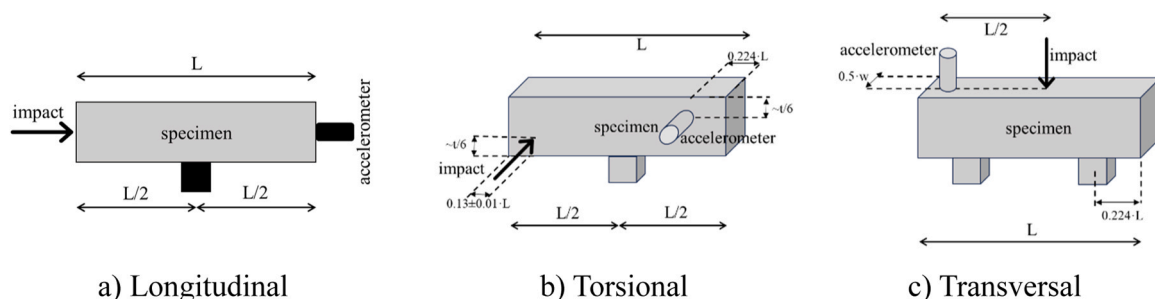 L
impact
specimen
accelerometer
L/2
L/2
a) Longitudinal
L
0.224·L
~t/6
specimen
accelerometer
~t/6
impact
0.13±0.01·L
L/2
L/2
b) Torsional
L/2
accelerometer
impact
0.5·w
specimen
0.224·L
L
c) Transversal